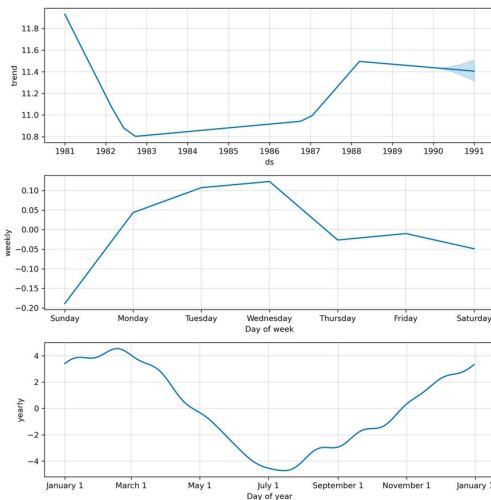 11.8
11.6
11.4
11.2
11.0
10.8
trend
1981 1982 1983 1984 1985 1986 1987 1988 1989 1990 1991
ds
0.10
0.05
0.00
−0.05
−0.10
−0.15
−0.20
weekly
Sunday Monday Tuesday Wednesday Thursday Friday Saturday
Day of week
4
2
0
−2
−4
yearly
January 1 March 1 May 1 July 1 September 1 November 1 January 1
Day of year